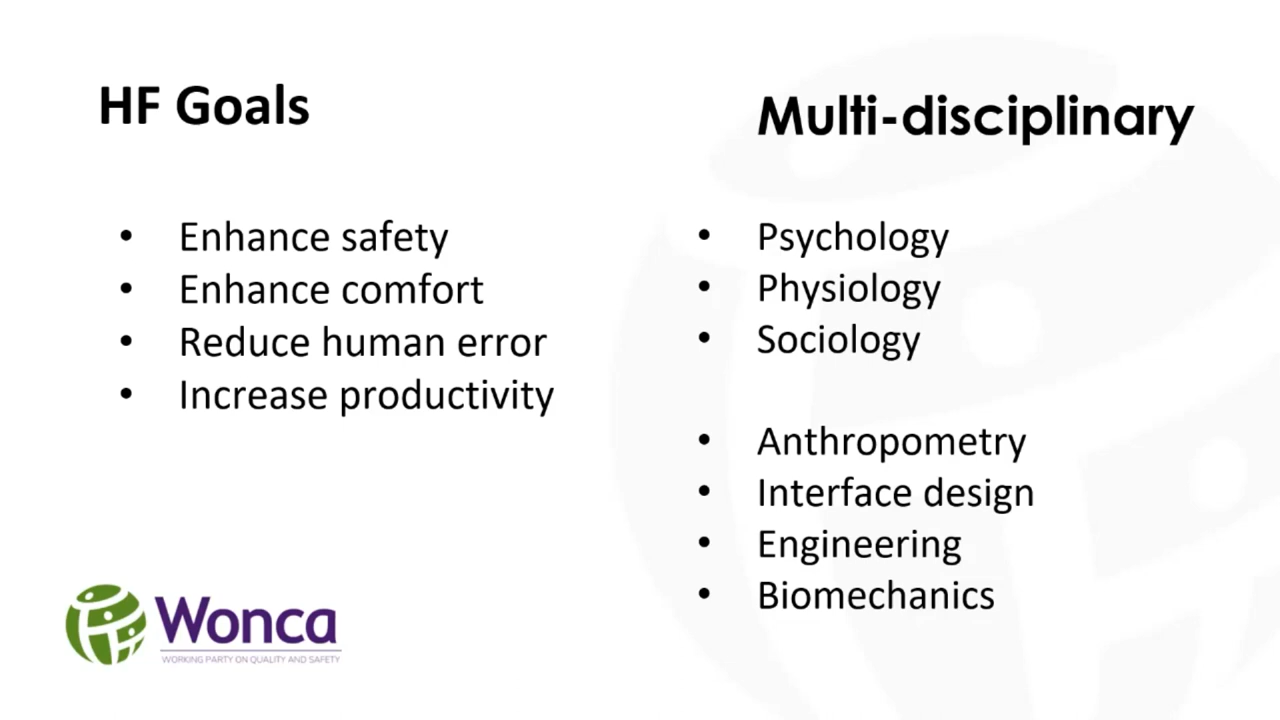 HF Goals
• Enhance safety
• Enhance comfort
• Reduce human error
• Increase productivity
Multi-disciplinary
• Psychology
• Physiology
• Sociology
• Anthropometry
• Interface design
• Engineering
• Biomechanics
Wonca
WORKING PARTY ON QUALITY AND SAFETY